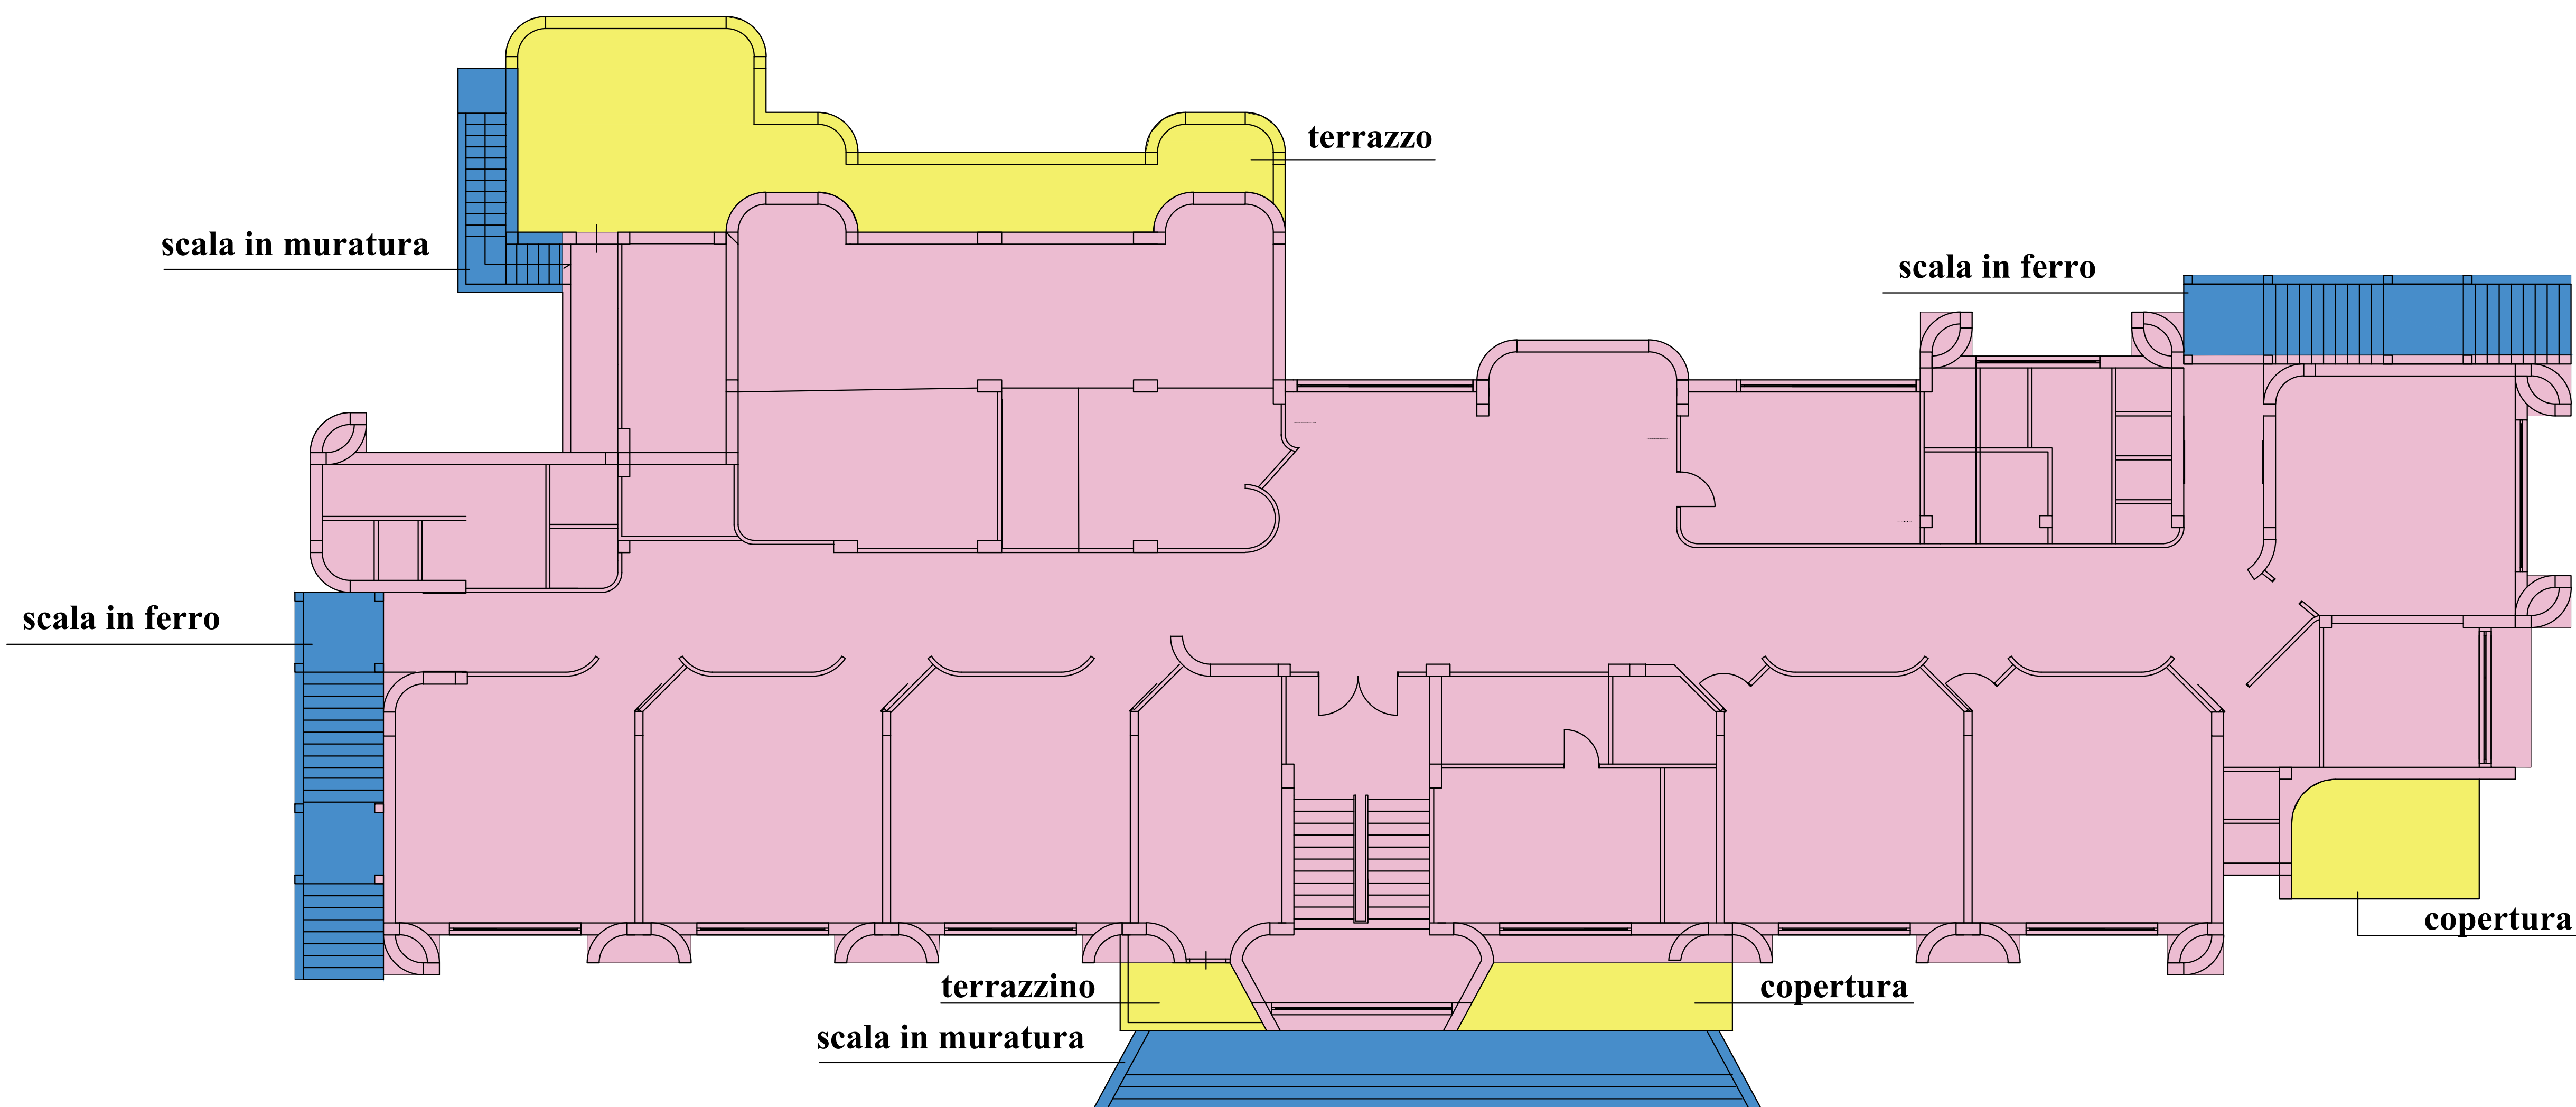 terrazzo
scala in muratura
scala in ferro
scala in ferro
copertura
terrazzino
copertura
scala in muratura